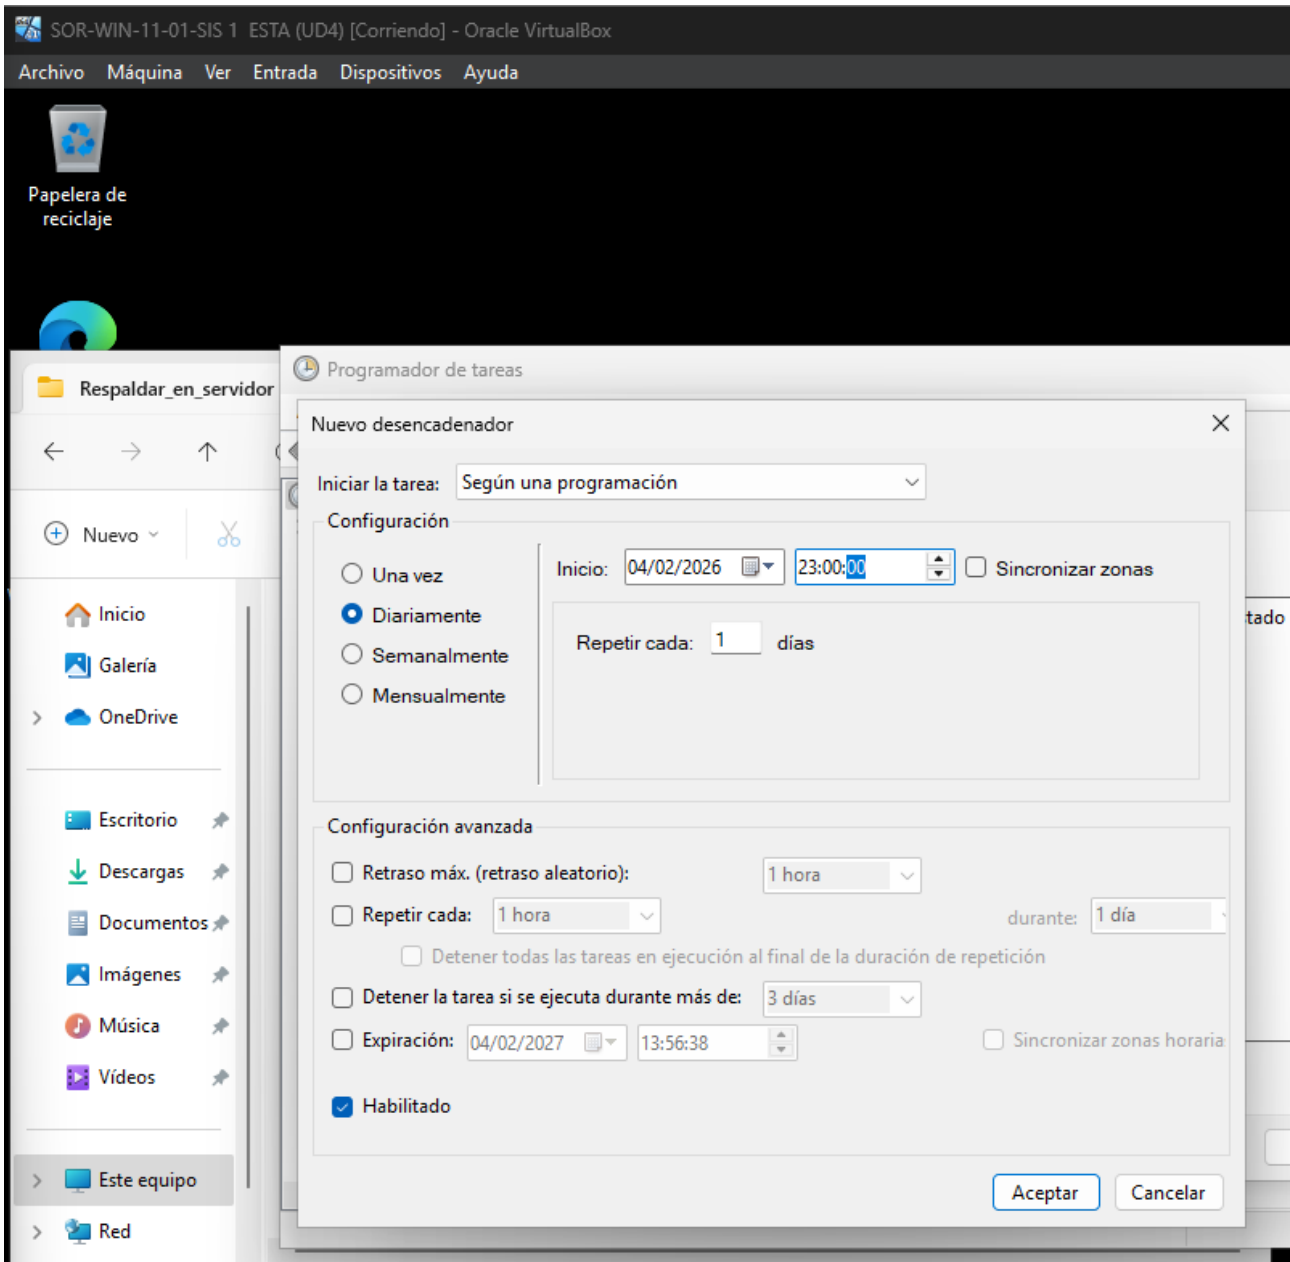 SOR-WIN-11-01-SIS 1 ESTA (UD4) [Corriendo] - Oracle VirtualBox
Archivo Máquina Ver Entrada Dispositivos Ayuda
Papelera de
reciclaje
Respaldar_en_servidor
Programador de tareas
Nuevo desencadenador
Iniciar la tarea: Según una programación
Configuración
Nuevo
Una vez
Inicio: 04/02/2026 23:00:00 Sincronizar zonas
Diariamente
Repetir cada: 1 días
Semanalmente
Mensualmente
Inicio
Galería
OneDrive
tado
Configuración avanzada
Escritorio
Descargas
Documentos
Imágenes
Música
Vídeos
Retraso máx. (retraso aleatorio): 1 hora
Repetir cada: 1 hora durante: 1 día
Detener todas las tareas en ejecución al final de la duración de repetición
Detener la tarea si se ejecuta durante más de: 3 días
Expiración: 04/02/2027 13:56:38 Sincronizar zonas horaria
Habilitado
Este equipo
Red
Aceptar Cancelar